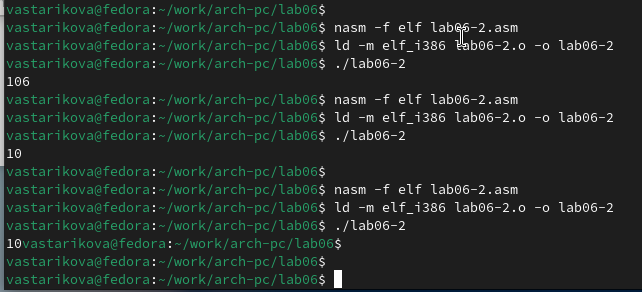 vastarikova@fedora:~/work/arch-pc/lab06$
vastarikova@fedora:~/work/arch-pc/lab06$ nasm -f elf lab06-2.asm
vastarikova@fedora:~/work/arch-pc/lab06$ ld -m elf_i386 lab06-2.o -o lab06-2
vastarikova@fedora:~/work/arch-pc/lab06$ ./lab06-2
106
vastarikova@fedora:~/work/arch-pc/lab06$ nasm -f elf lab06-2.asm
vastarikova@fedora:~/work/arch-pc/lab06$ ld -m elf_i386 lab06-2.o -o lab06-2
vastarikova@fedora:~/work/arch-pc/lab06$ ./lab06-2
10
vastarikova@fedora:~/work/arch-pc/lab06$
vastarikova@fedora:~/work/arch-pc/lab06$ nasm -f elf lab06-2.asm
vastarikova@fedora:~/work/arch-pc/lab06$ ld -m elf_i386 lab06-2.o -o lab06-2
vastarikova@fedora:~/work/arch-pc/lab06$ ./lab06-2
10vastarikova@fedora:~/work/arch-pc/lab06$
vastarikova@fedora:~/work/arch-pc/lab06$
vastarikova@fedora:~/work/arch-pc/lab06$